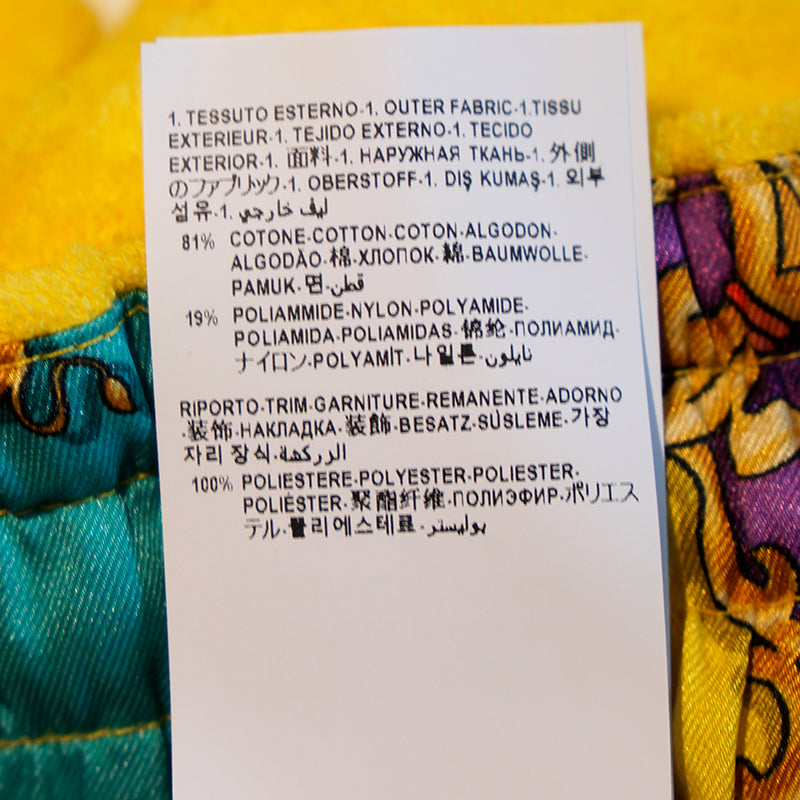 1. TESSUTO ESTERNO-1. OUTER FABRIC-1.TISSU
EXTERIEUR-1. TEJIDO EXTERNO-1. TECIDO
EXTERIOR-1. 面料-1. НАРУЖНАЯ ТКАНЬ-1. 外側
のファブリック-1. OBERSTOFF-1. DIŞ KUMAŞ-1. 외부
섬유-1. ليف خارجي
81% COTONE-COTTON-COTON-ALGODON-
ALGODÃO-棉-ХЛОПОК-綿-BAUMWOLLE-
PAMUK-면-قطن
19% POLIAMMIDE-NYLON-POLYAMIDE-
POLIAMIDA-POLIAMIDAS-锦纶-ПОЛИАМИД-
ナイロン-POLYAMİT-나일론-نايلون
RIPORTO-TRIM-GARNITURE-REMANENTE-ADORNO
-装饰-НАКЛАДКА-装飾-BESATZ-SÜSLEME-가장
자리 장식-الزركشة
100% POLIESTERE-POLYESTER-POLIESTER-
POLIÉSTER-聚酯纤维-ПОЛИЭФИР-ポリエス
テル-폴리에스테르-بوليستر